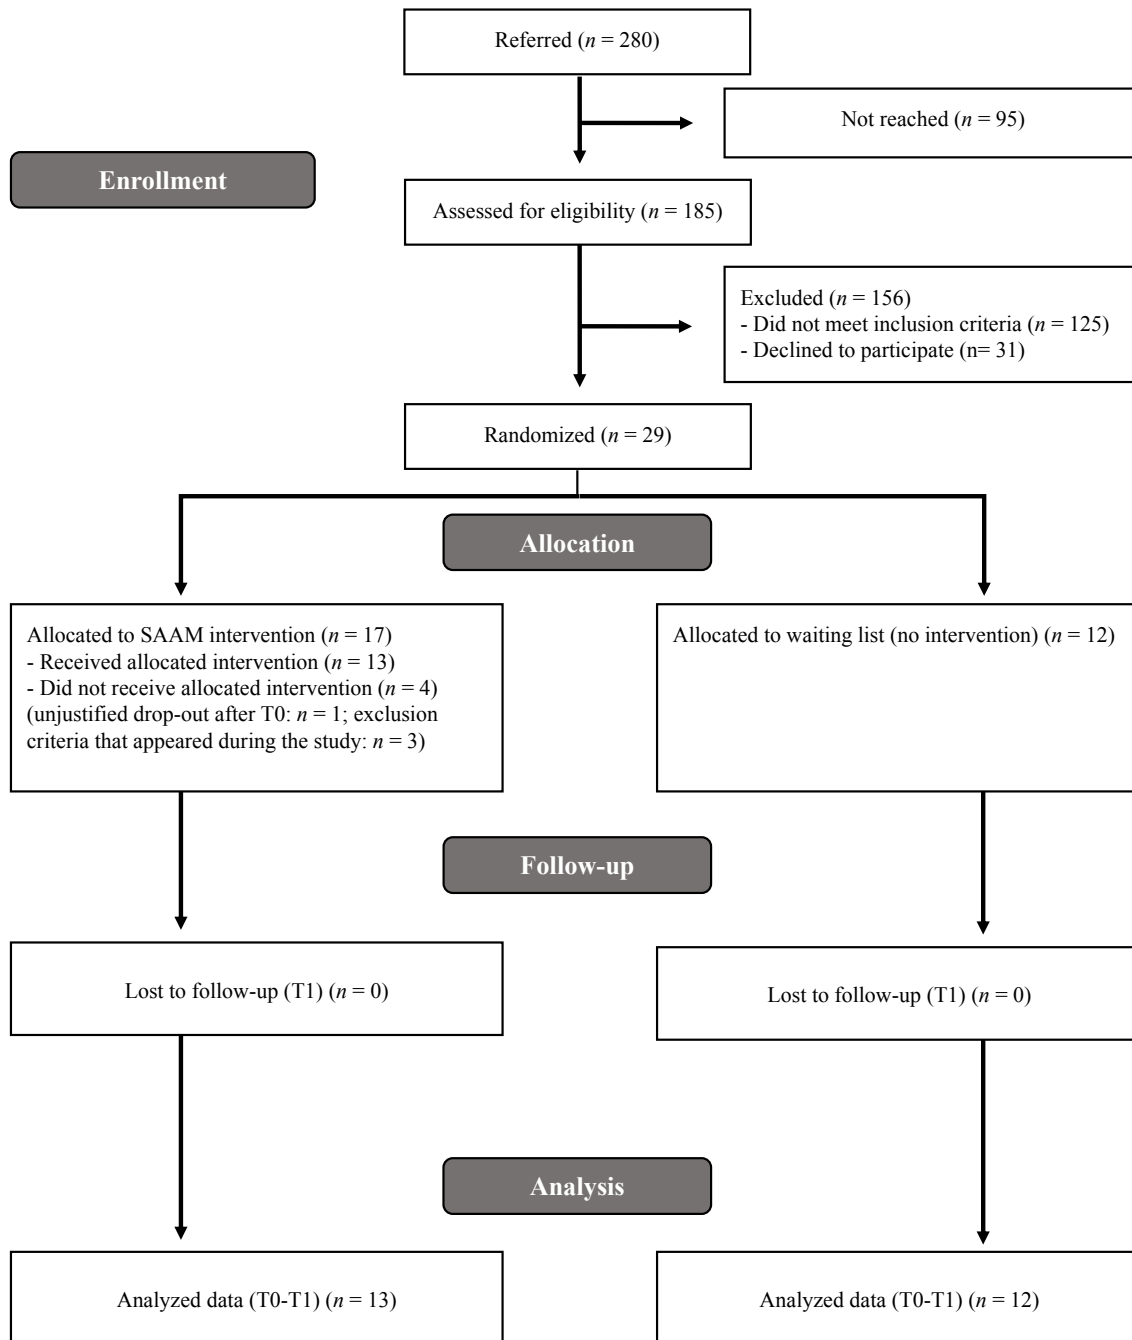 Referred (n = 280)
Not reached (n = 95)
Enrollment
Assessed for eligibility (n = 185)
Excluded (n = 156)
- Did not meet inclusion criteria (n = 125)
- Declined to participate (n= 31)
Randomized (n = 29)
Allocation
Allocated to SAAM intervention (n = 17)
- Received allocated intervention (n = 13)
- Did not receive allocated intervention (n = 4)
(unjustified drop-out after T0: n = 1; exclusion
criteria that appeared during the study: n = 3)
Allocated to waiting list (no intervention) (n = 12)
Follow-up
Lost to follow-up (T1) (n = 0)
Lost to follow-up (T1) (n = 0)
Analysis
Analyzed data (T0-T1) (n = 13)
Analyzed data (T0-T1) (n = 12)